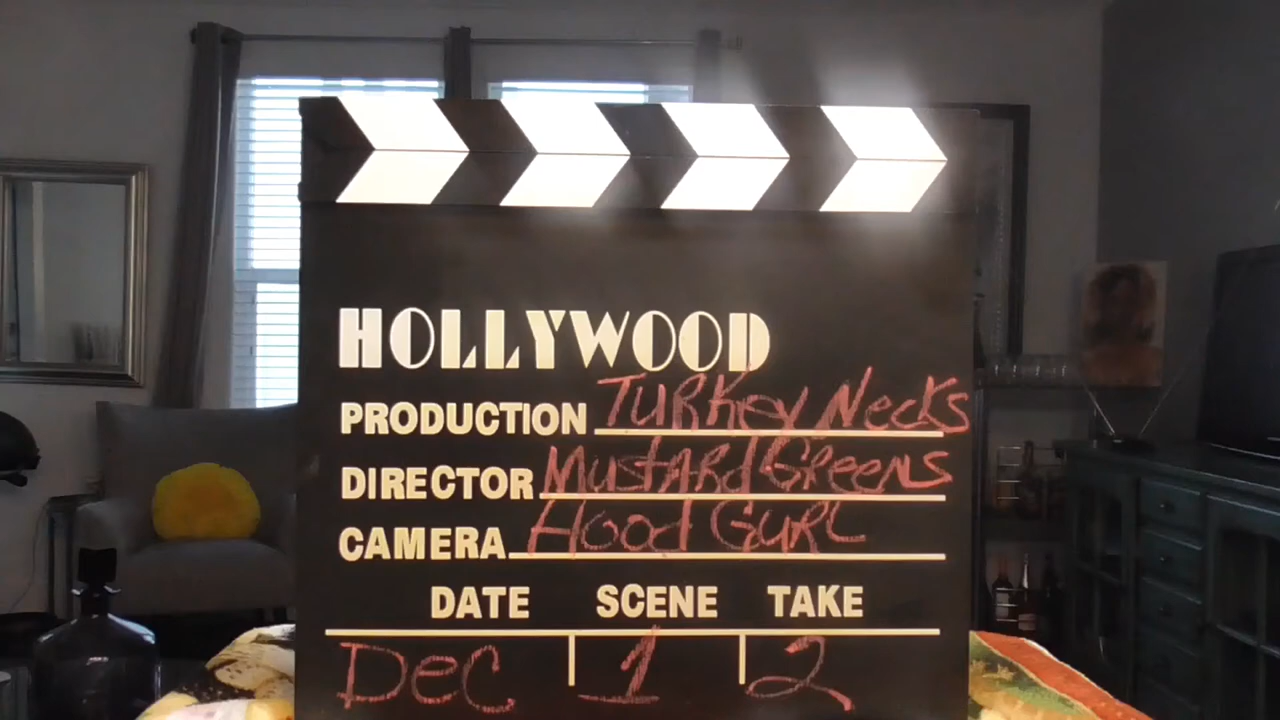 HOLLYWOOD
PRODUCTION Turkey Necks
DIRECTOR Mustard Greens
CAMERA Hood Gurl
DATE SCENE TAKE
Dec 1 2